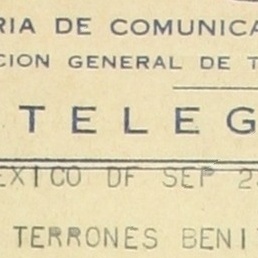 RIA DE COMUNICA
CION GENERAL DE T
TELEG
EXICO DF SEP 2
TERRONES BENI